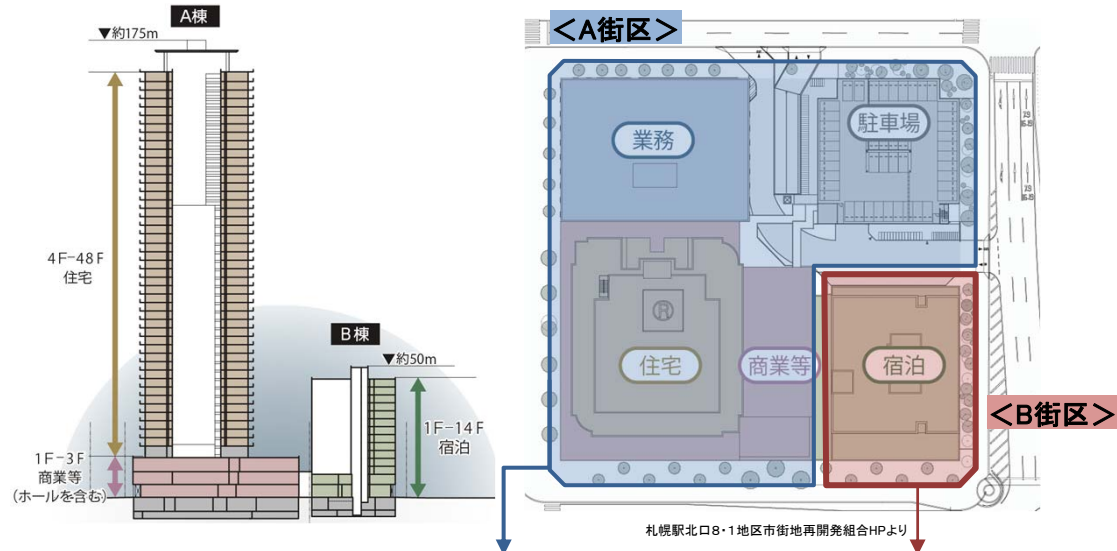 A棟
▼約175m
4F-48F
住宅
1F-3F
商業等
(ホールを含む)
B棟
▼約50m
1F-14F
宿泊
<A街区>
業務
駐車場
住宅
商業等
宿泊
R
<B街区>
札幌駅北口8・1地区市街地再開発組合HPより